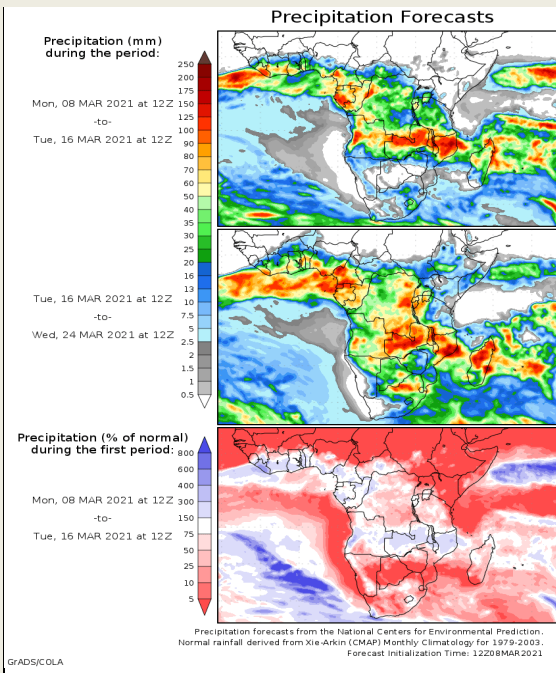 Precipitation Forecasts
Precipitation (mm)
during the period:
Mon, 08 MAR 2021 at 12Z
-to-
Tue, 16 MAR 2021 at 12Z
250
200
175
150
125
100
90
80
70
60
50
40
35
30
25
20
16
13
10
7.5
5
2.5
2
1.5
1
0.5
Tue, 16 MAR 2021 at 12Z
-to-
Wed, 24 MAR 2021 at 12Z
Precipitation (% of normal)
during the first period:
Mon, 08 MAR 2021 at 12Z
-to-
Tue, 16 MAR 2021 at 12Z
800
600
400
300
150
75
50
25
10
5
Precipitation forecasts from the National Centers for Environmental Prediction.
Normal rainfall derived from Xie-Arkin (CMAP) Monthly Climatology for 1979-2003.
Forecast Initialization Time: 12Z08MAR2021
GrADS/COLA